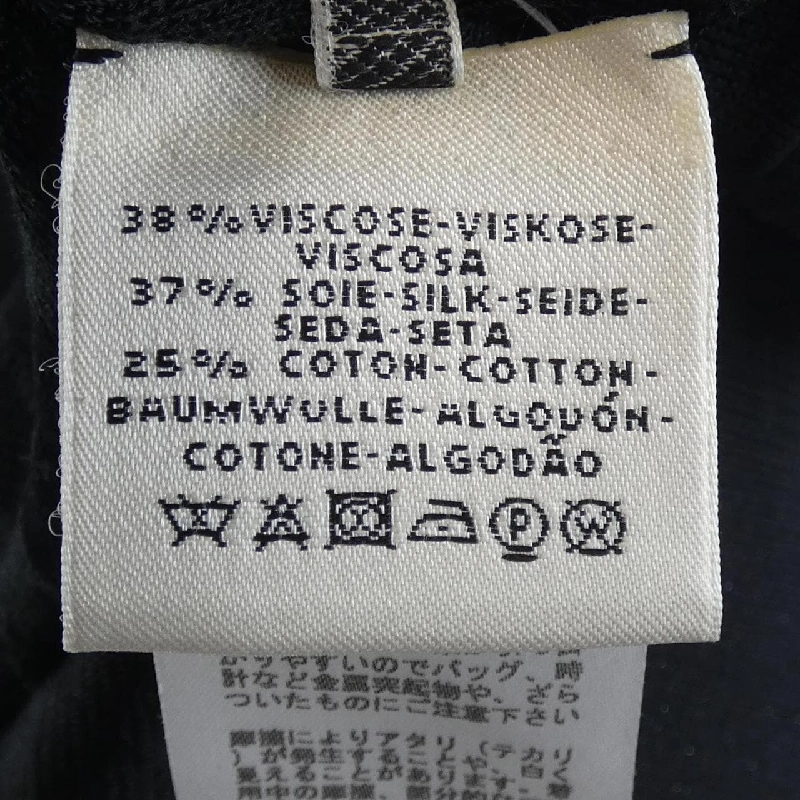 38% VISCOSE-VISKOSE-
VISCOSA
37% SOIE-SILK-SEIDE-
SEDA-SETA
25% COTON-COTTON-
BAUMWOLLE-ALGODÓN-
COTONE-ALGODÃO
P W
かりやすいのでバッグ、時
計など金属突起物や、ざら
ついたものにご注意下さい